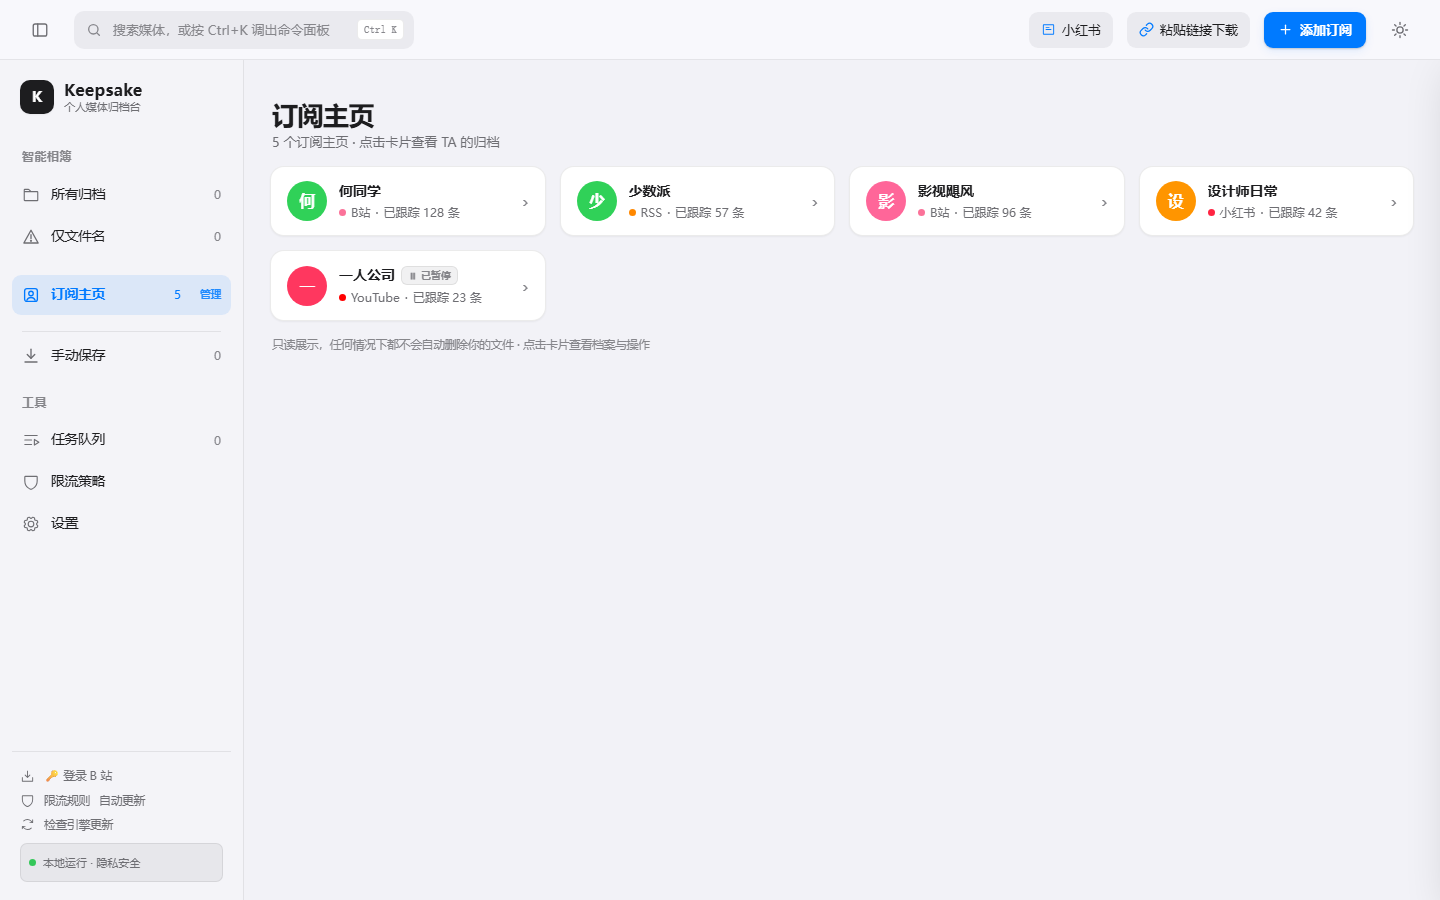 搜索媒体，或按 Ctrl+K 调出命令面板
Ctrl K
小红书
粘贴链接下载
添加订阅
K
Keepsake
个人媒体归档台
智能相簿
所有归档 0
仅文件名 0
订阅主页 5 管理
手动保存 0
工具
任务队列 0
限流策略
设置
🔑 登录 B 站
限流规则 自动更新
检查引擎更新
本地运行 · 隐私安全
订阅主页
5 个订阅主页 · 点击卡片查看 TA 的归档
何
何同学
B站 · 已跟踪 128 条
少
少数派
RSS · 已跟踪 57 条
影
影视飓风
B站 · 已跟踪 96 条
设
设计师日常
小红书 · 已跟踪 42 条
一
一人公司 ⏸ 已暂停
YouTube · 已跟踪 23 条
只读展示，任何情况下都不会自动删除你的文件 · 点击卡片查看档案与操作